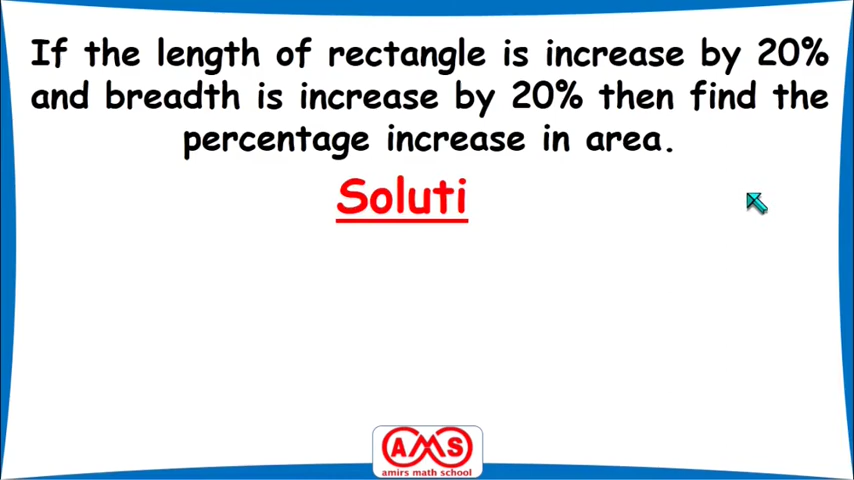 If the length of rectangle is increase by 20%
and breadth is increase by 20% then find the
percentage increase in area.
Soluti
AMS
amirs math school